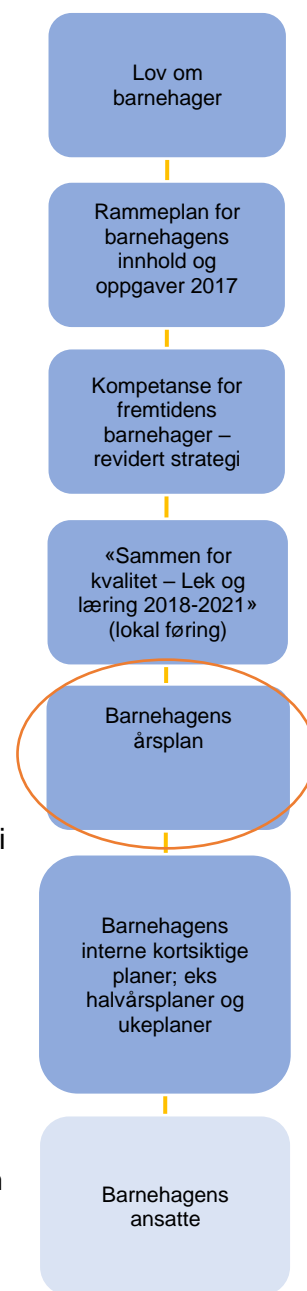 Lov om
barnehager
Rammeplan for
barnehagens
innhold og
oppgaver 2017
Kompetanse for
fremtidens
barnehager –
revidert strategi
«Sammen for
kvalitet – Lek og
læring 2018-2021»
(lokal føring)
Barnehagens
årsplan
i
Barnehagens
interne kortsiktige
planer; eks
halvårsplaner og
ukeplaner
Barnehagens
ansatte